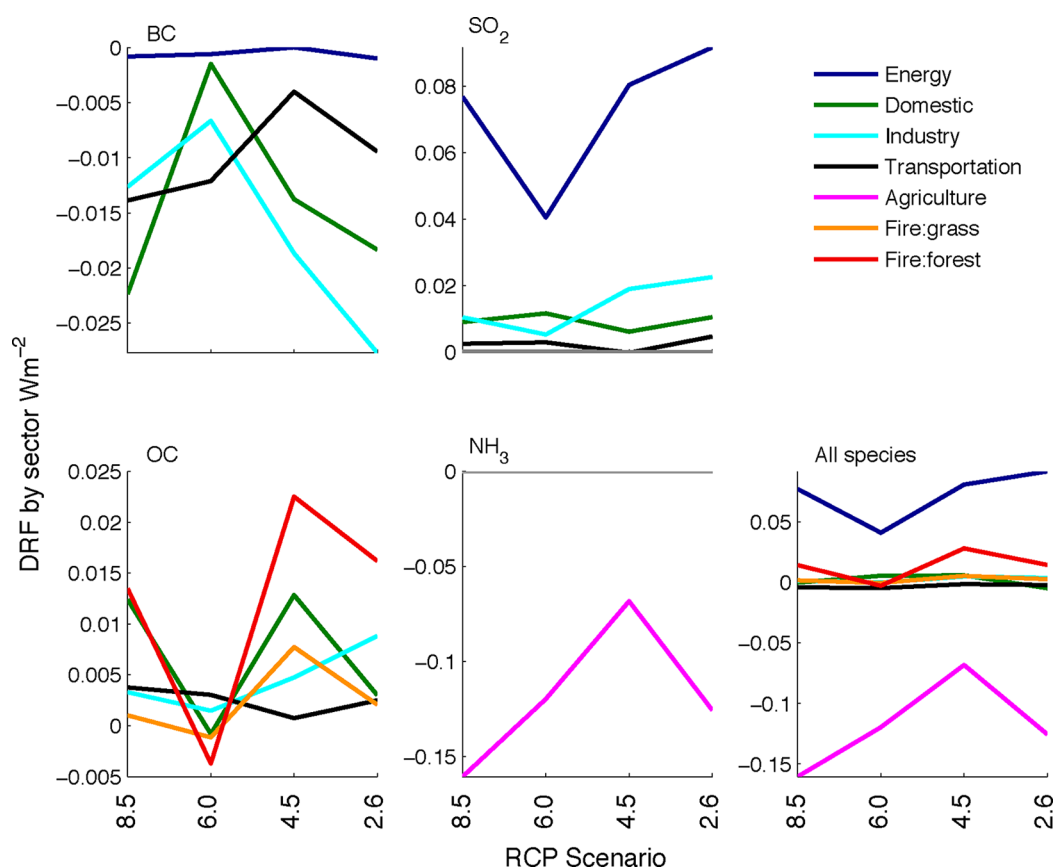 BC
0
−0.005
−0.01
−0.015
−0.02
−0.025
SO2
0.08
0.06
0.04
0.02
0
Energy
Domestic
Industry
Transportation
Agriculture
Fire:grass
Fire:forest
DRF by sector Wm−2
OC
0.025
0.02
0.015
0.01
0.005
0
−0.005
8.5
6.0
4.5
2.6
NH3
0
−0.05
−0.1
−0.15
8.5
6.0
4.5
2.6
All species
0.05
0
−0.05
−0.1
−0.15
8.5
6.0
4.5
2.6
RCP Scenario